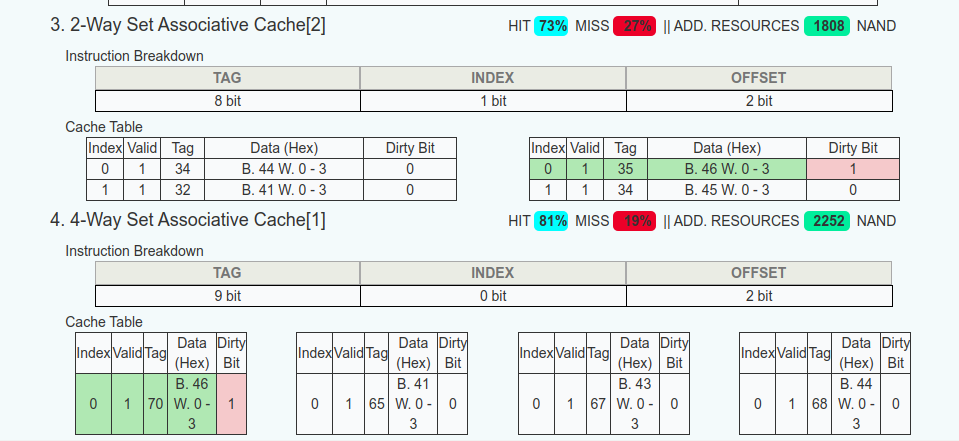 3. 2-Way Set Associative Cache[2] HIT 73% MISS 27% || ADD. RESOURCES 1808 NAND
Instruction Breakdown
TAG INDEX OFFSET
8 bit 1 bit 2 bit
Cache Table
Index Valid Tag Data (Hex) Dirty Bit Index Valid Tag Data (Hex) Dirty Bit
0 1 34 B. 44 W. 0 - 3 0 0 1 35 B. 46 W. 0 - 3 1
1 1 32 B. 41 W. 0 - 3 0 1 1 34 B. 45 W. 0 - 3 0
4. 4-Way Set Associative Cache[1] HIT 81% MISS 19% || ADD. RESOURCES 2252 NAND
Instruction Breakdown
TAG INDEX OFFSET
9 bit 0 bit 2 bit
Cache Table
Index Valid Tag Data (Hex) Dirty Bit Index Valid Tag Data (Hex) Dirty Bit Index Valid Tag Data (Hex) Dirty Bit Index Valid Tag Data (Hex) Dirty Bit
0 1 70 B. 46 W. 0 - 3 1 0 1 65 B. 41 W. 0 - 3 0 0 1 67 B. 43 W. 0 - 3 0 0 1 68 B. 44 W. 0 - 3 0